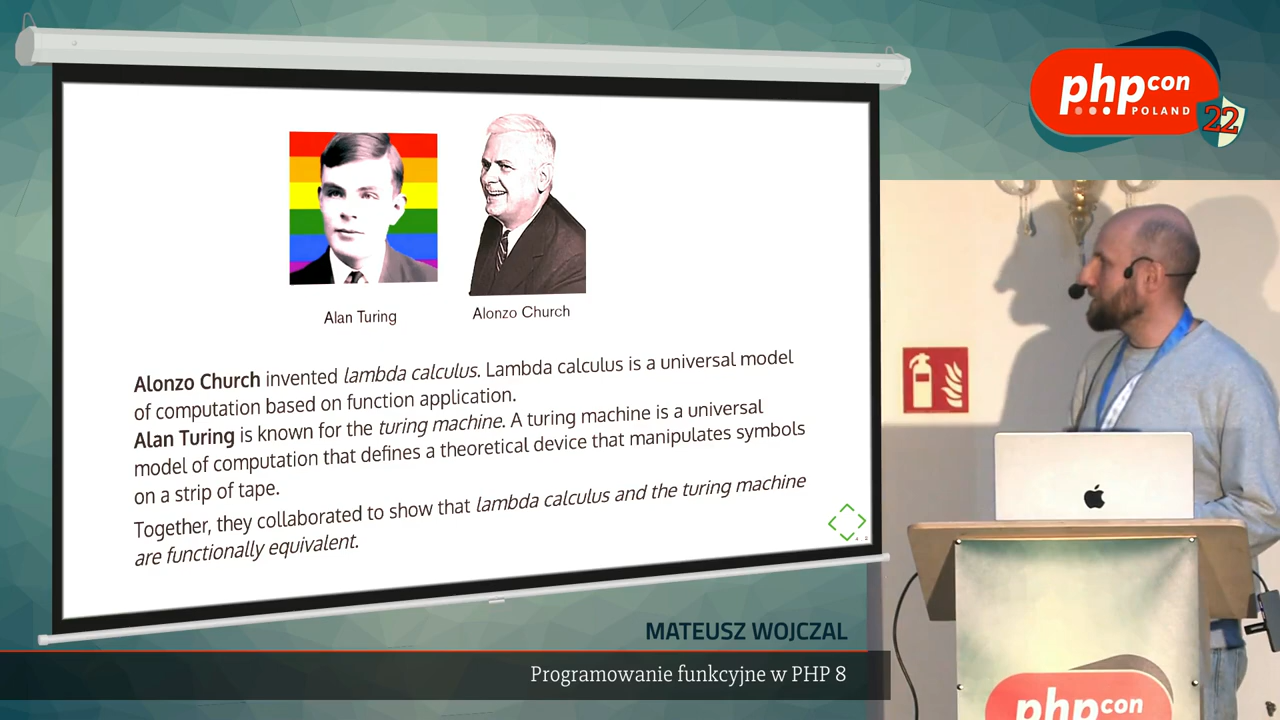 php con
POLAND
22
Alan Turing
Alonzo Church
Alonzo Church invented lambda calculus. Lambda calculus is a universal model
of computation based on function application.
Alan Turing is known for the turing machine. A turing machine is a universal
model of computation that defines a theoretical device that manipulates symbols
on a strip of tape.
Together, they collaborated to show that lambda calculus and the turing machine
are functionally equivalent.
MATEUSZ WOJCZAL
Programowanie funkcyjne w PHP 8
php con